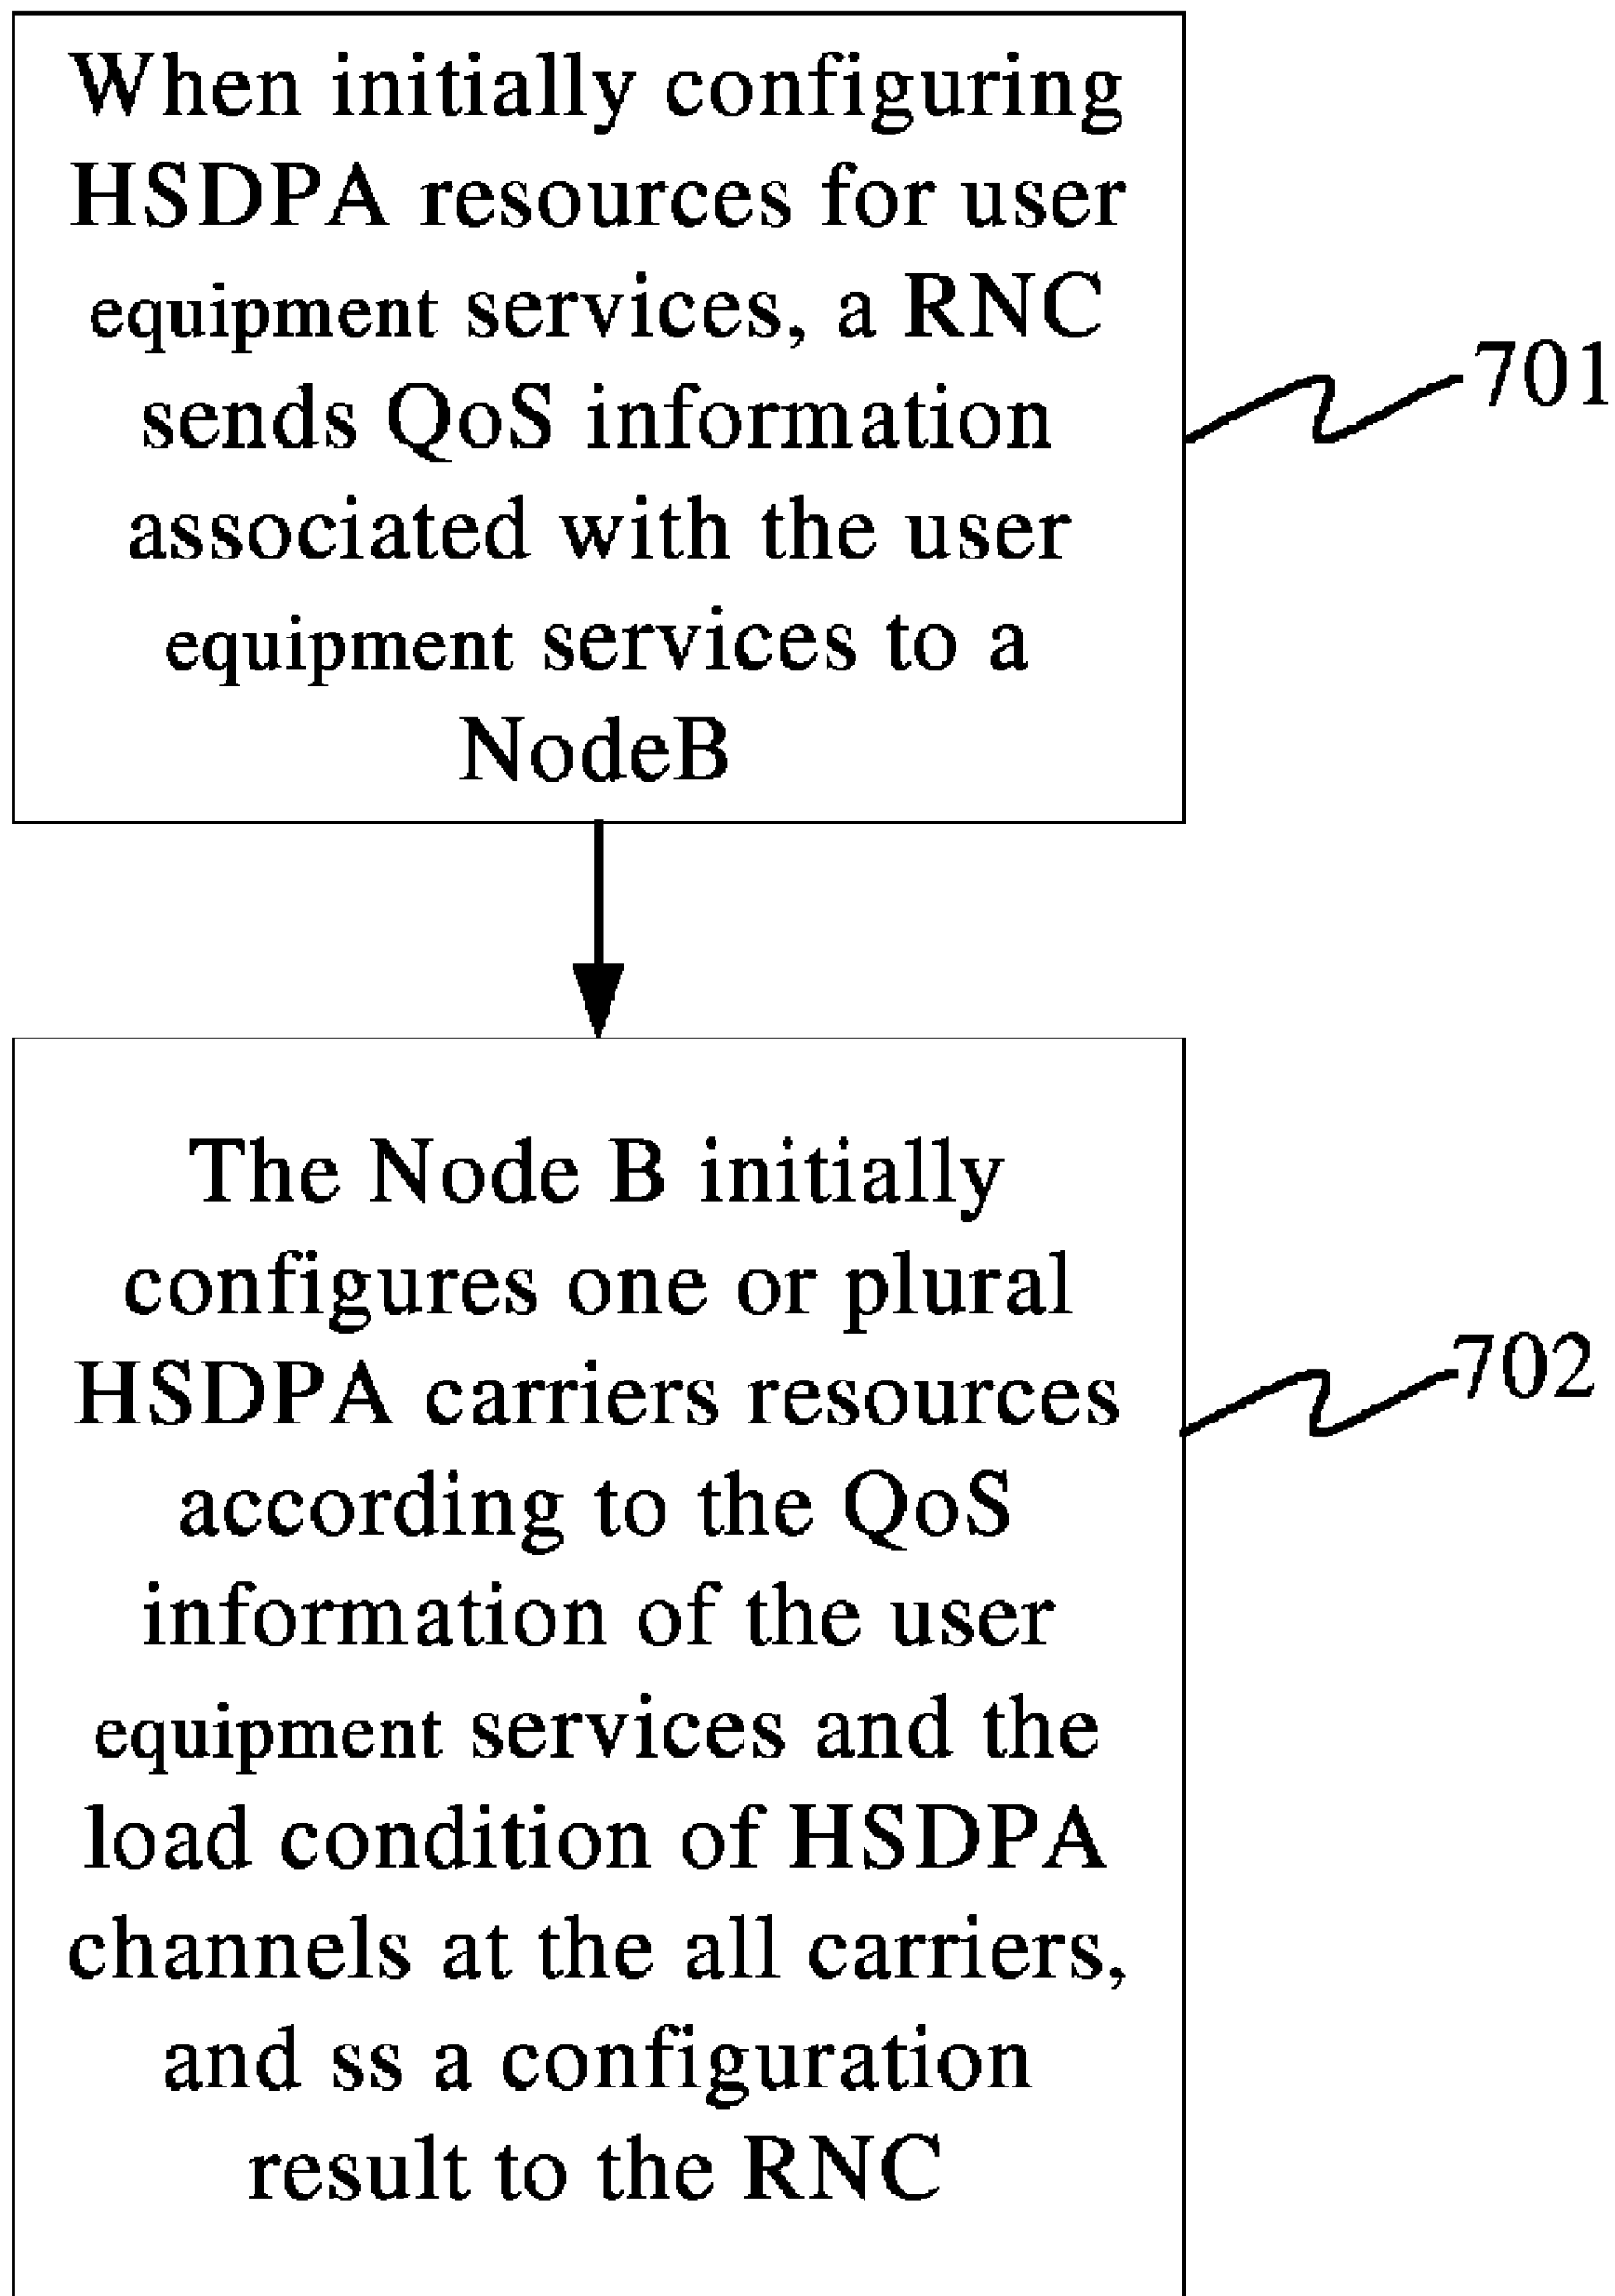 When initially configuring
HSDPA resources for user
equipment services, a RNC
sends QoS information
associated with the user
equipment services to a
NodeB
701
The Node B initially
configures one or plural
HSDPA carriers resources
according to the QoS
information of the user
equipment services and the
load condition of HSDPA
channels at the all carriers,
and ss a configuration
result to the RNC
702